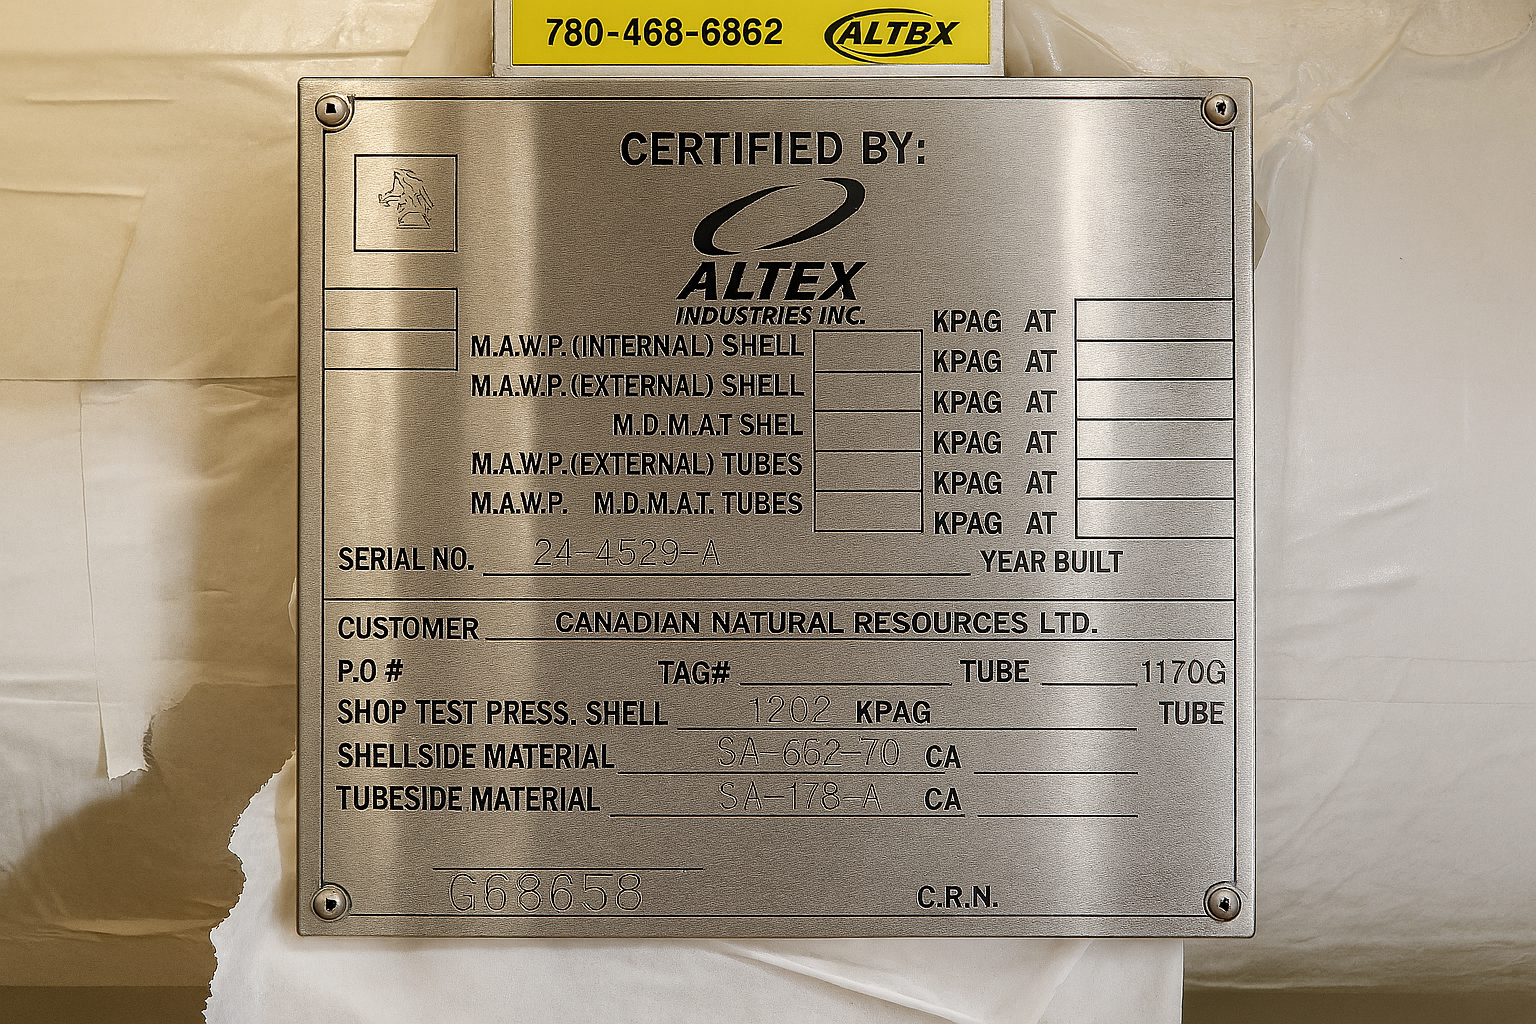 780-468-6862 ALTBX
CERTIFIED BY:
ALTEX
INDUSTRIES INC.
KPAG AT
M.A.W.P. (INTERNAL) SHELL
KPAG AT
M.A.W.P. (EXTERNAL) SHELL
KPAG AT
M.D.M.A.T SHEL
KPAG AT
M.A.W.P. (EXTERNAL) TUBES
KPAG AT
M.A.W.P. M.D.M.A.T. TUBES
KPAG AT
SERIAL NO. 24-4529-A YEAR BUILT
CUSTOMER CANADIAN NATURAL RESOURCES LTD.
P.O # TAG# TUBE 1170G
SHOP TEST PRESS. SHELL 1202 KPAG TUBE
SHELLSIDE MATERIAL SA-662-70 CA
TUBESIDE MATERIAL SA-178-A CA
G68658 C.R.N.